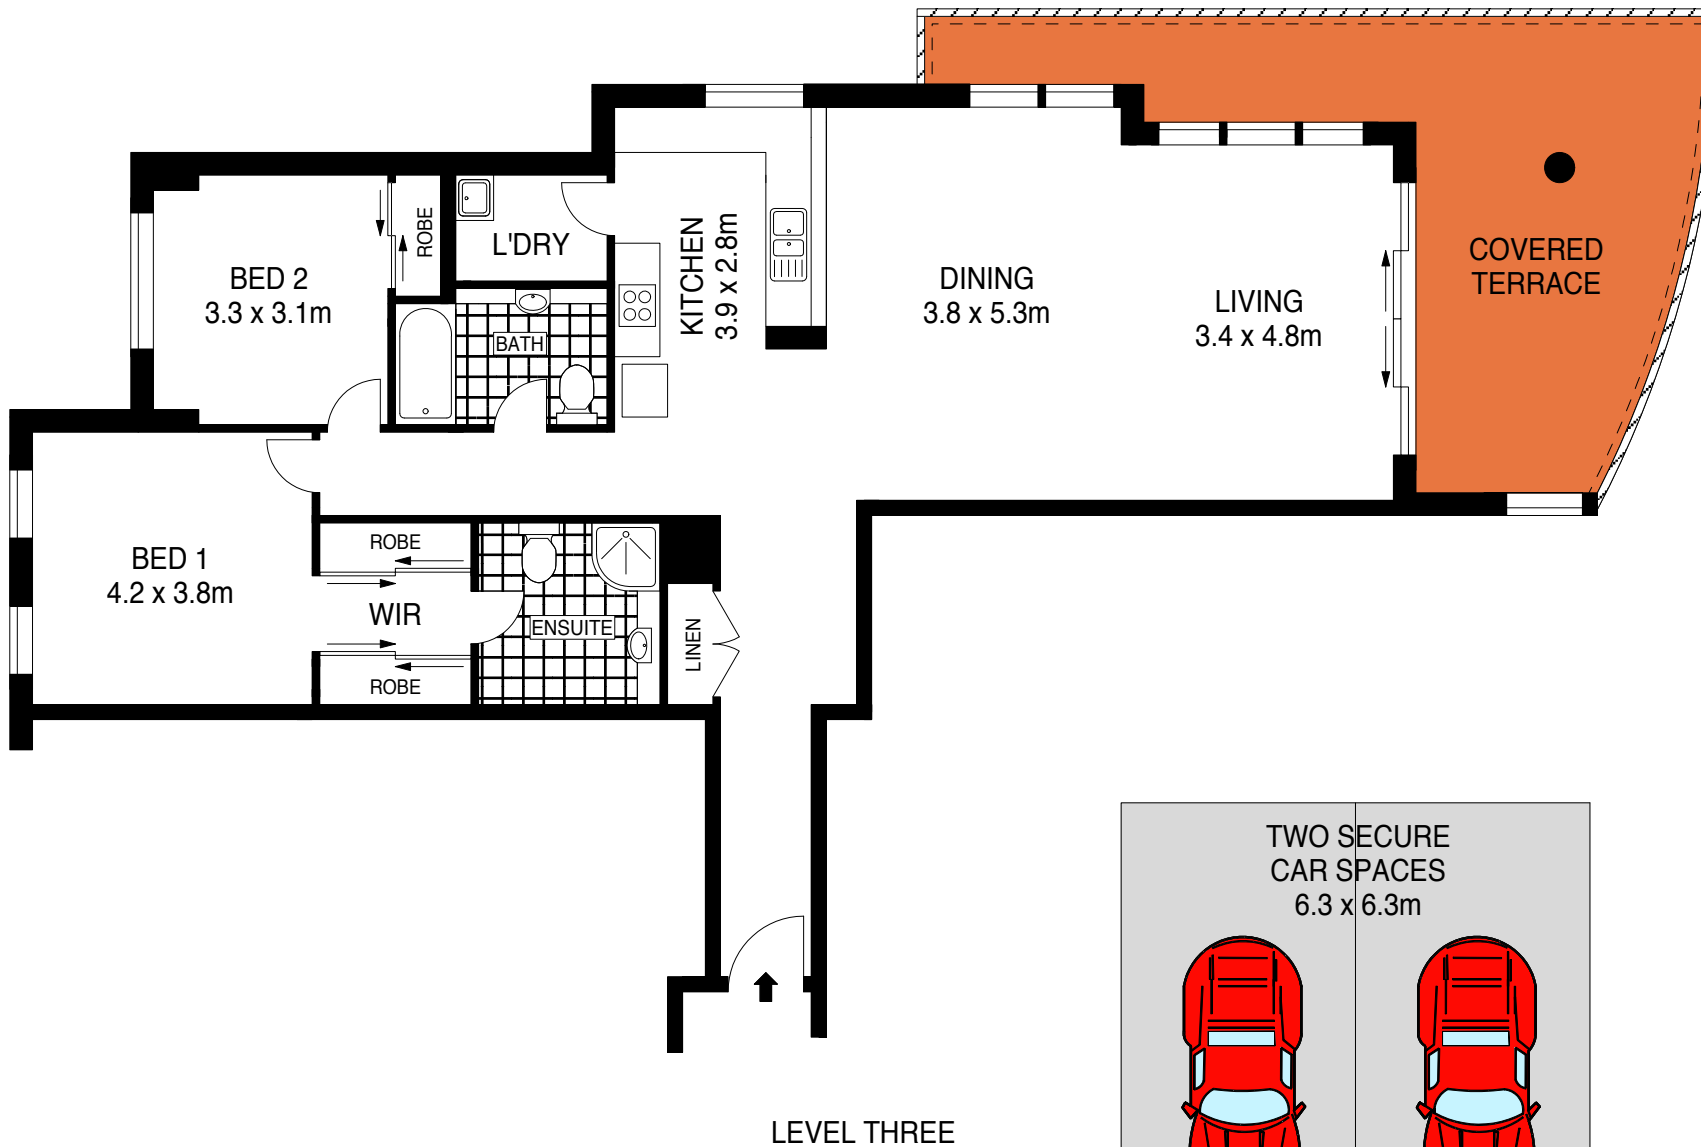 BED 2
3.3 x 3.1m
ROBE
L'DRY
BATH
KITCHEN
3.9 x 2.8m
DINING
3.8 x 5.3m
LIVING
3.4 x 4.8m
COVERED
TERRACE
BED 1
4.2 x 3.8m
ROBE
WIR
ROBE
ENSUITE
LINEN
TWO SECURE
CAR SPACES
6.3 x 6.3m
LEVEL THREE